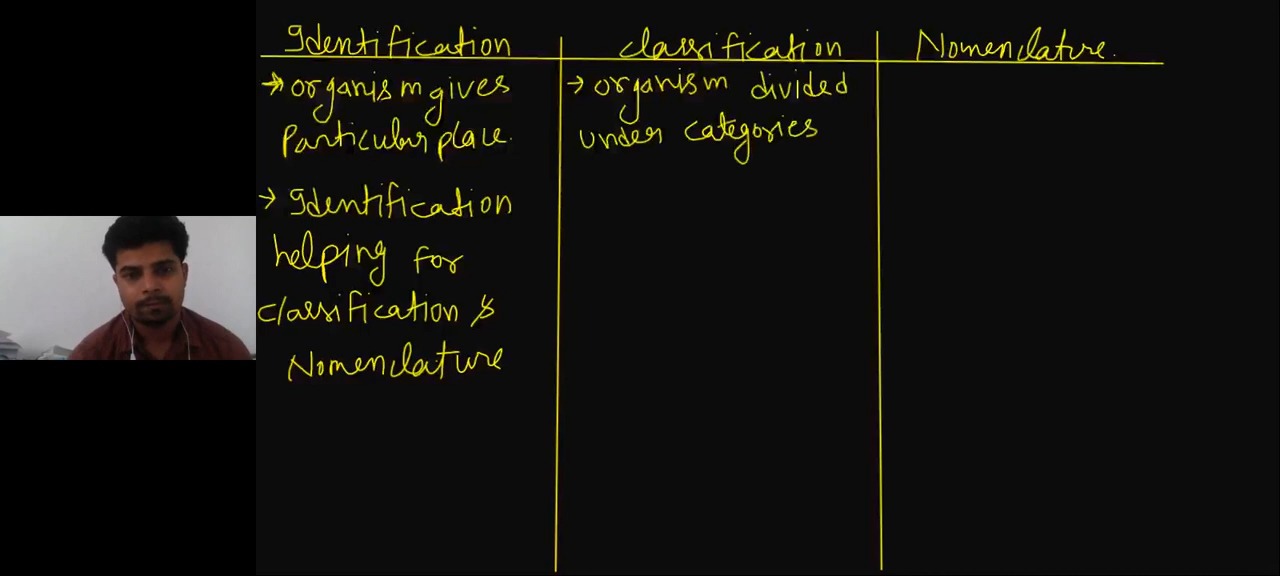 Identification
classification
Nomenclature.
→ organism gives
Particular place.
→ Identification
helping for
classification &
Nomenclature
→ organism divided
under categories